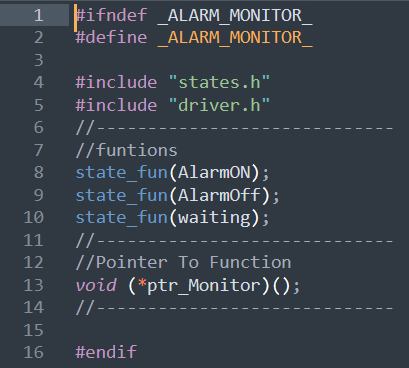 1 #ifndef _ALARM_MONITOR_
2 #define _ALARM_MONITOR_
3
4 #include "states.h"
5 #include "driver.h"
6 //-----------------------------
7 //funtions
8 state_fun(AlarmON);
9 state_fun(AlarmOff);
10 state_fun(waiting);
11 //-----------------------------
12 //Pointer To Function
13 void (*ptr_Monitor)();
14 //-----------------------------
15
16 #endif